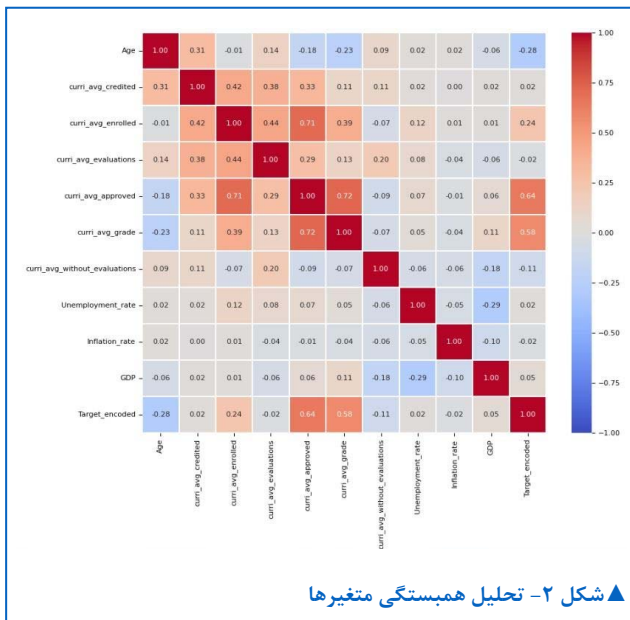 Age 1.00 0.31 -0.01 0.14 -0.18 -0.23 0.09 0.02 0.02 -0.06 -0.28
curri_avg_credited 0.31 1.00 0.42 0.38 0.33 0.11 0.11 0.02 0.00 0.02 0.02
curri_avg_enrolled -0.01 0.42 1.00 0.44 0.71 0.39 -0.07 0.12 0.01 0.01 0.24
curri_avg_evaluations 0.14 0.38 0.44 1.00 0.29 0.13 0.20 0.08 -0.04 -0.06 -0.02
curri_avg_approved -0.18 0.33 0.71 0.29 1.00 0.72 -0.09 0.07 -0.01 0.06 0.64
curri_avg_grade -0.23 0.11 0.39 0.13 0.72 1.00 -0.07 0.05 -0.04 0.11 0.58
curri_avg_without_evaluations 0.09 0.11 -0.07 0.20 -0.09 -0.07 1.00 -0.06 -0.06 -0.18 -0.11
Unemployment_rate 0.02 0.02 0.12 0.08 0.07 0.05 -0.06 1.00 -0.05 -0.29 0.02
Inflation_rate 0.02 0.00 0.01 -0.04 -0.01 -0.04 -0.06 -0.05 1.00 -0.10 -0.02
GDP -0.06 0.02 0.01 -0.06 0.06 0.11 -0.18 -0.29 -0.10 1.00 0.05
Target_encoded -0.28 0.02 0.24 -0.02 0.64 0.58 -0.11 0.02 -0.02 0.05 1.00
Age
curri_avg_credited
curri_avg_enrolled
curri_avg_evaluations
curri_avg_approved
curri_avg_grade
curri_avg_without_evaluations
Unemployment_rate
Inflation_rate
GDP
Target_encoded
1.00
0.75
0.50
0.25
0.00
−0.25
−0.50
−0.75
−1.00
▲شکل ۲- تحلیل همبستگی متغیرها